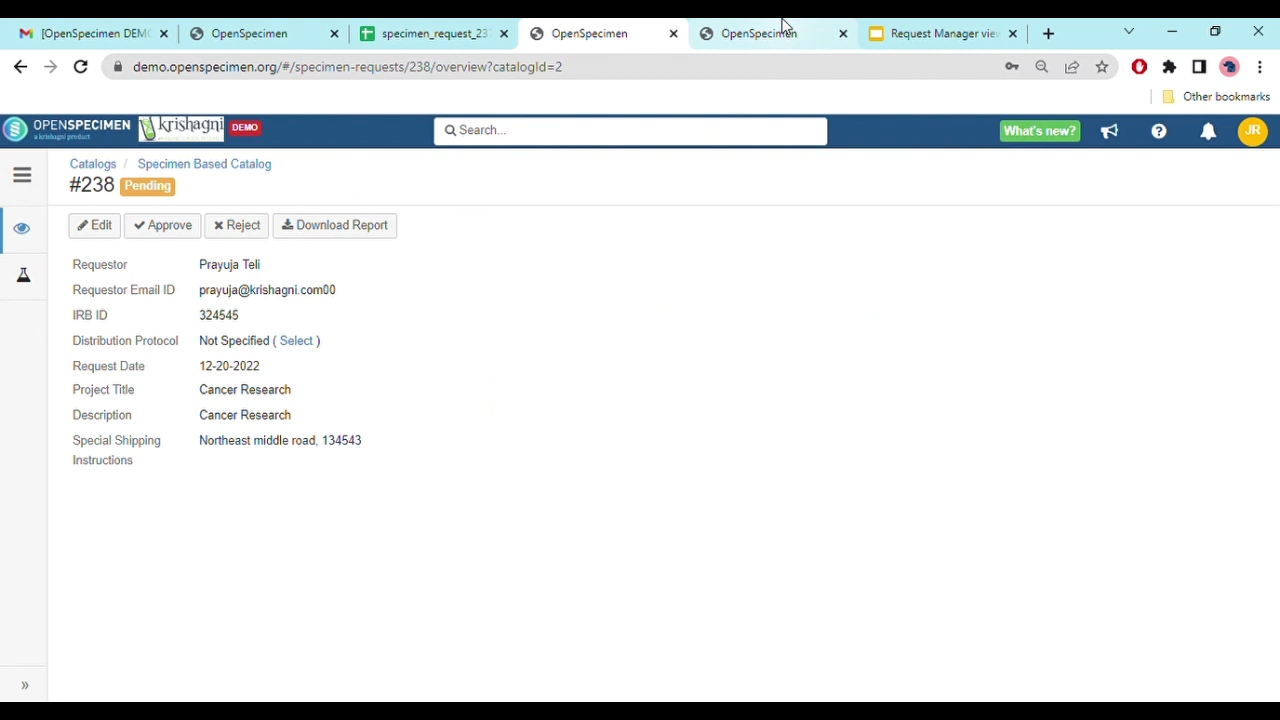 [OpenSpecimen DEM
OpenSpecimen
specimen_request_23
OpenSpecimen
OpenSpecimen
Request Manager vie
demo.openspecimen.org/#/specimen-requests/238/overview?catalogId=2
Other bookmarks
OPENSPECIMEN
a krishagni product
krishagni
DEMO
Search...
What's new?
JR
Catalogs / Specimen Based Catalog
#238 Pending
Edit
Approve
Reject
Download Report
Requestor Prayuja Teli
Requestor Email ID prayuja@krishagni.com00
IRB ID 324545
Distribution Protocol Not Specified ( Select )
Request Date 12-20-2022
Project Title Cancer Research
Description Cancer Research
Special Shipping Northeast middle road, 134543
Instructions
»